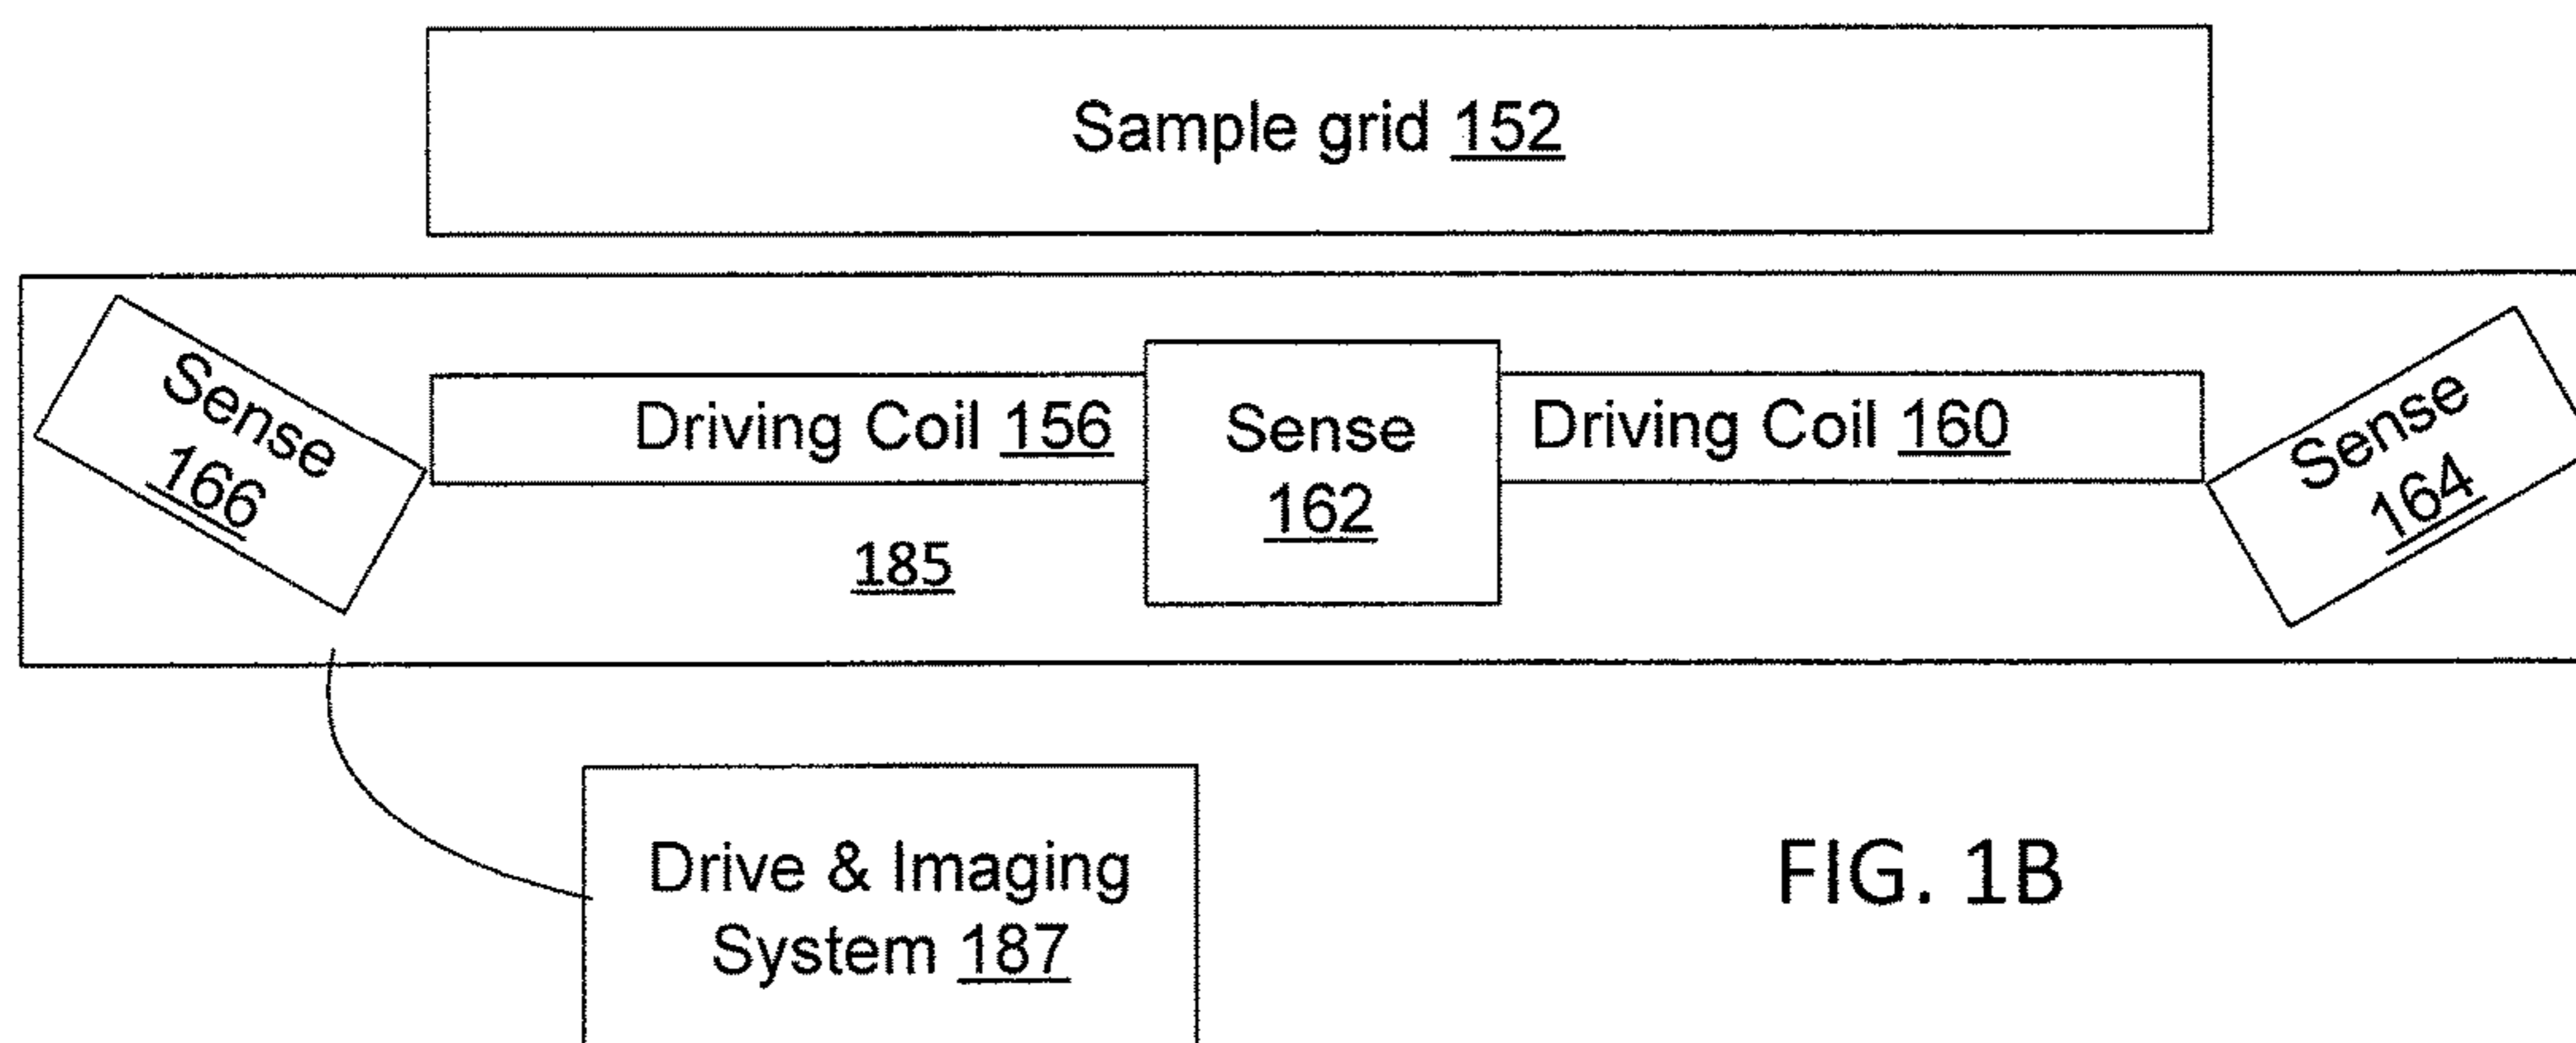 Sample grid 152
Sense
166
Driving Coil 156
Sense
162
Driving Coil 160
Sense
164
185
Drive & Imaging
System 187
FIG. 1B